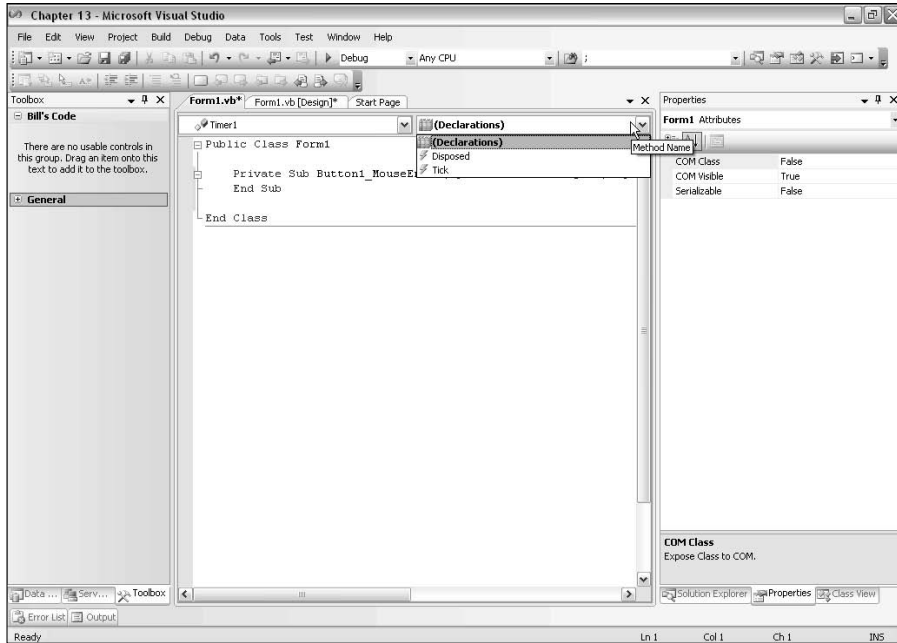 Chapter 13 - Microsoft Visual Studio
File Edit View Project Build Debug Data Tools Test Window Help
Debug Any CPU ;
Toolbox
Bill's Code
There are no usable controls in
this group. Drag an item onto this
text to add it to the toolbox.
General
Form1.vb* Form1.vb [Design]* Start Page
Timer1 (Declarations)
(Declarations)
Disposed
Tick
Method Name
Public Class Form1
Private Sub Button1_MouseE
End Sub
End Class
Properties
Form1 Attributes
COM Class False
COM Visible True
Serializable False
COM Class
Expose Class to COM.
Data ... Serv... Toolbox
Solution Explorer Properties Class View
Error List Output
Ready Ln 1 Col 1 Ch 1 INS